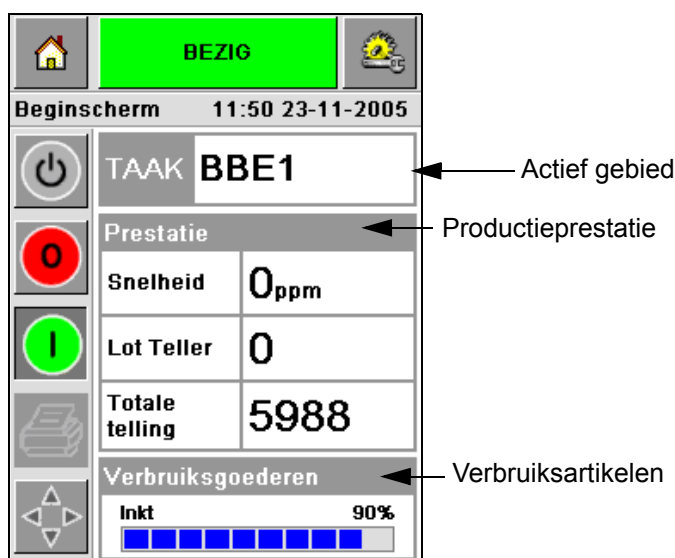 BEZIG
Beginscherm 11:50 23-11-2005
TAAK BBE1
Actief gebied
Prestatie
Productieprestatie
Snelheid 0ppm
Lot Teller 0
Totale telling 5988
Verbruiksgoederen
Verbruiksartikelen
Inkt 90%